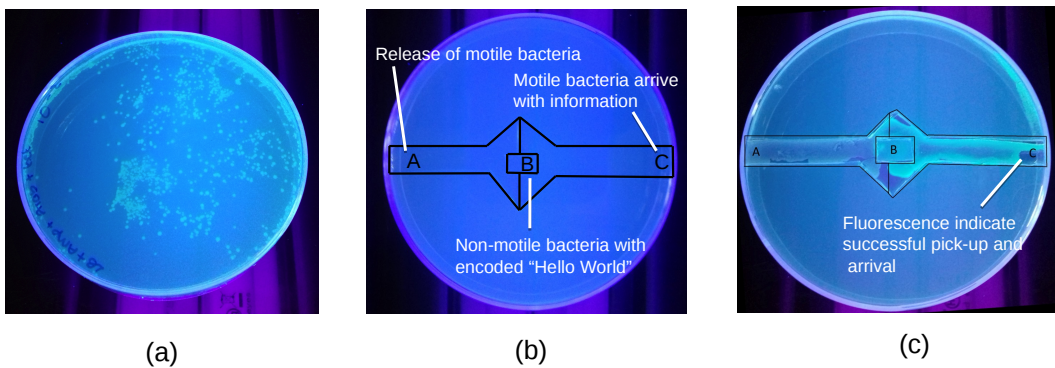 Release of motile bacteria
Motile bacteria arrive
with information
A
B
C
Non-motile bacteria with
encoded “Hello World”
A
B
C
Fluorescence indicate
successful pick-up and
arrival
(a)
(b)
(c)